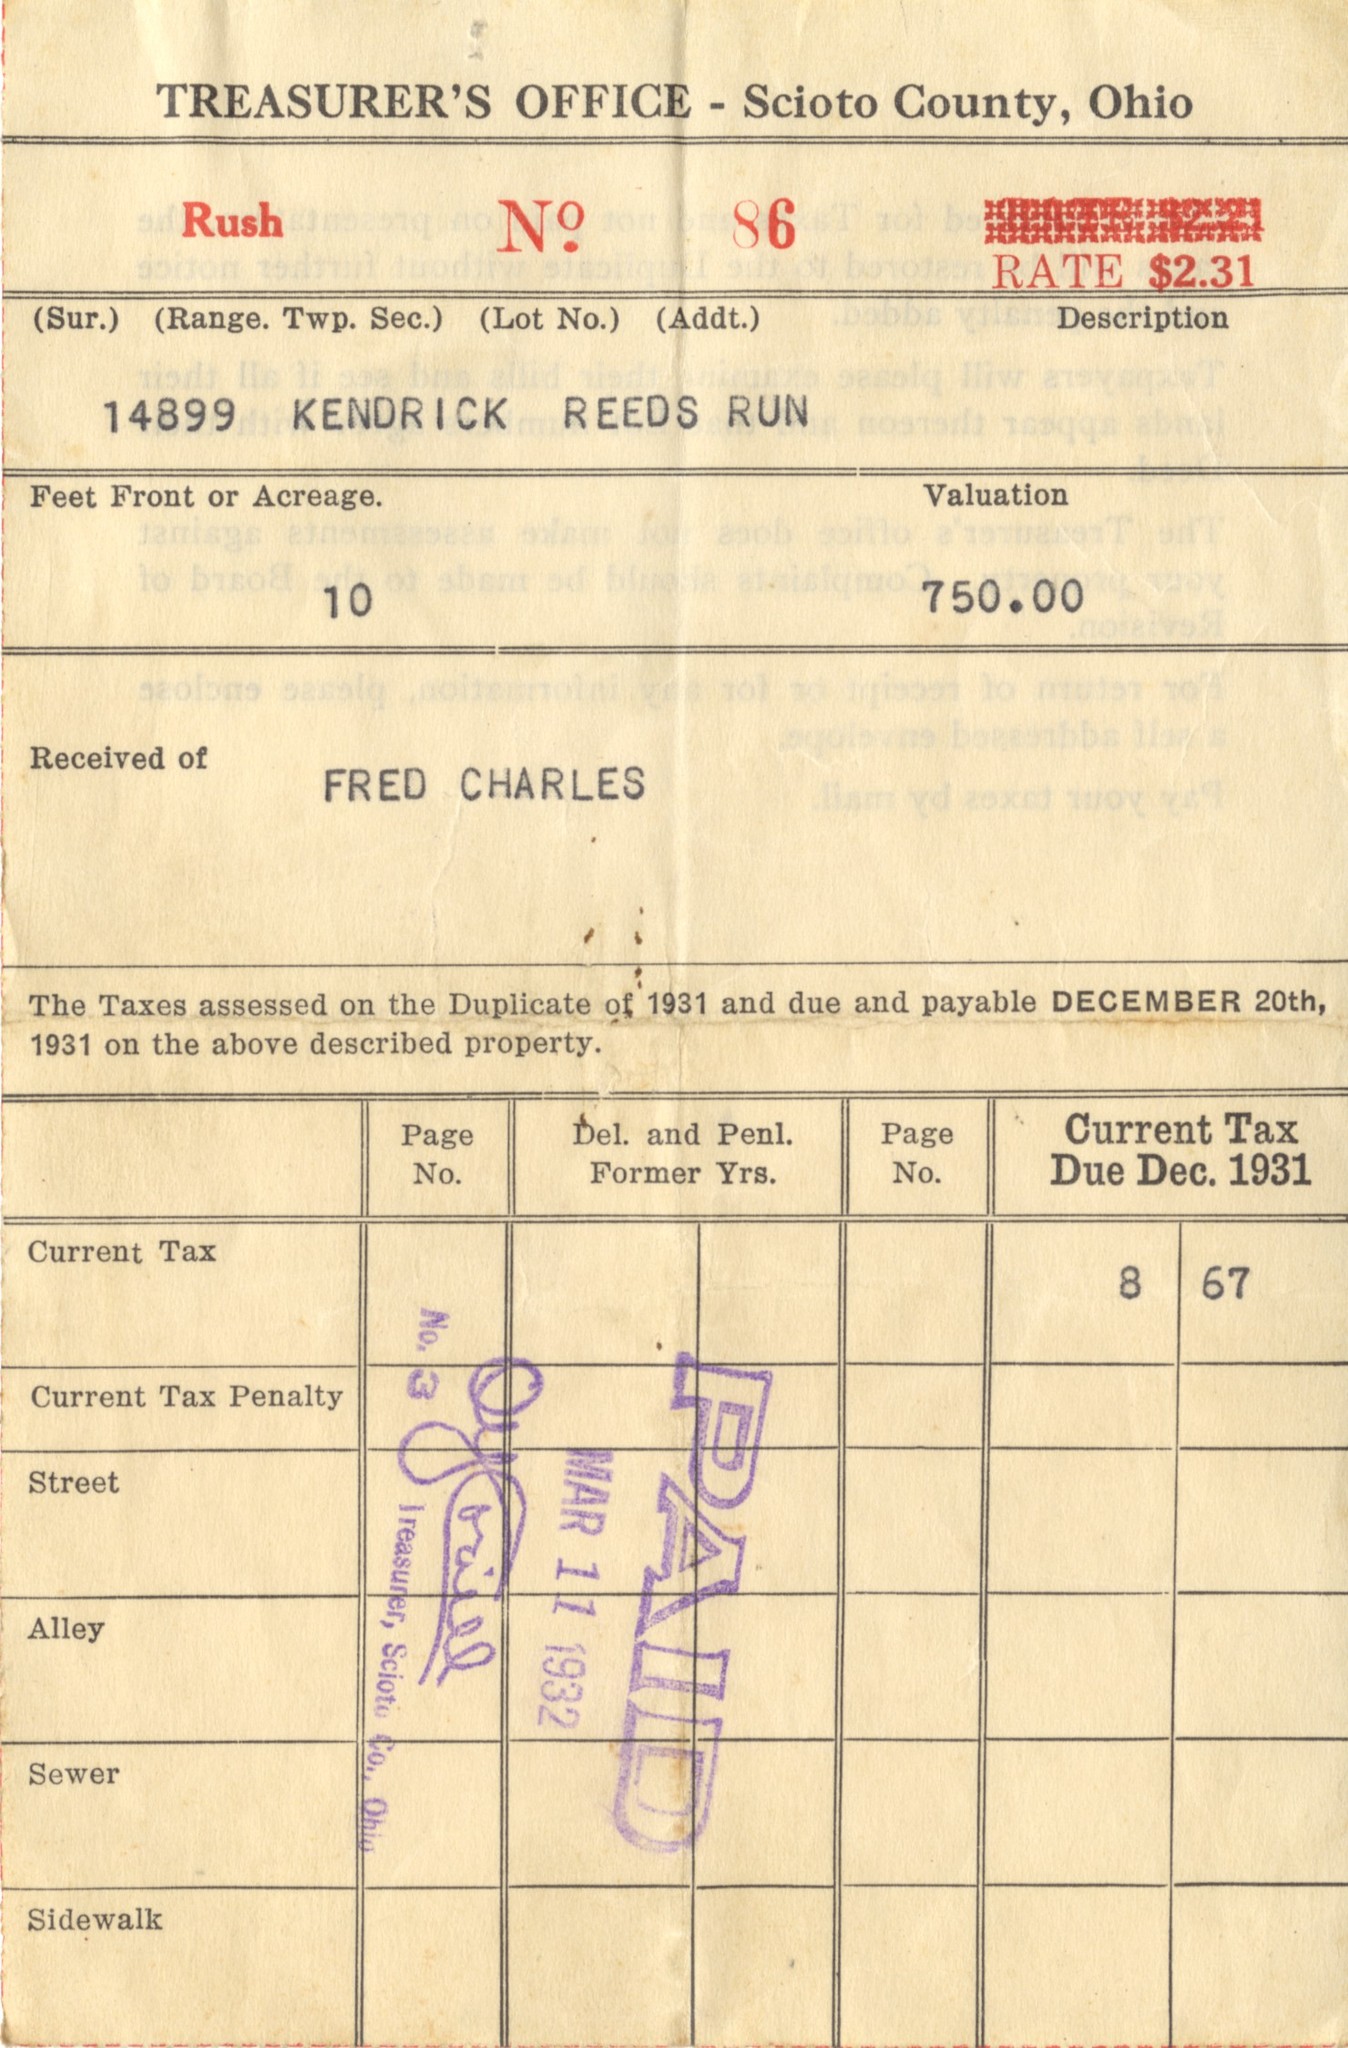 TREASURER'S OFFICE - Scioto County, Ohio
Rush No. 86
RATE $2.31
(Sur.) (Range. Twp. Sec.) (Lot No.) (Addt.) Description
14899 KENDRICK REEDS RUN
Feet Front or Acreage. Valuation
10 750.00
Received of FRED CHARLES
The Taxes assessed on the Duplicate of 1931 and due and payable DECEMBER 20th,
1931 on the above described property.
Page No. Del. and Penl. Former Yrs. Page No. Current Tax Due Dec. 1931
Current Tax 8 67
Current Tax Penalty
Street
Alley
Sewer
Sidewalk
PAID
MAR 11 1932
No. 3
Treasurer, Scioto Co., Ohio